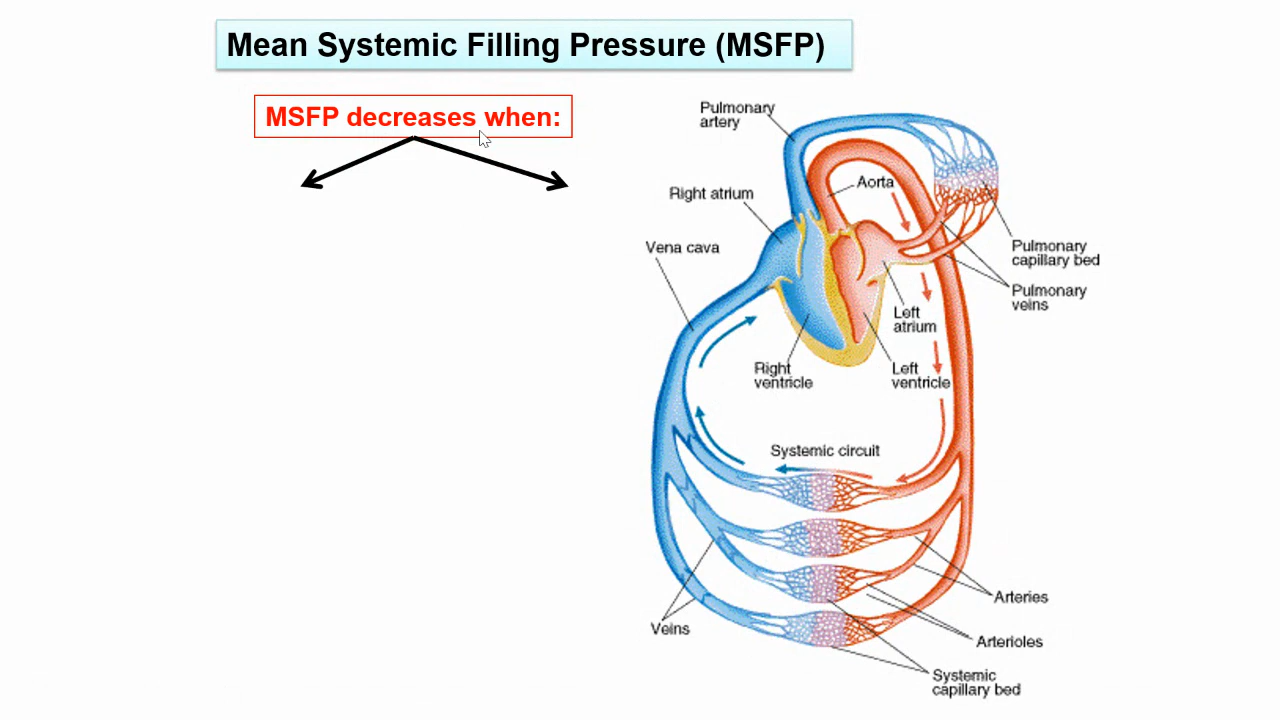 Mean Systemic Filling Pressure (MSFP)
MSFP decreases when:
Pulmonary
artery
Aorta
Right atrium
Vena cava
Pulmonary
capillary bed
Pulmonary
veins
Left
atrium
Right
ventricle
Left
ventricle
Systemic circuit
Arteries
Veins
Arterioles
Systemic
capillary bed